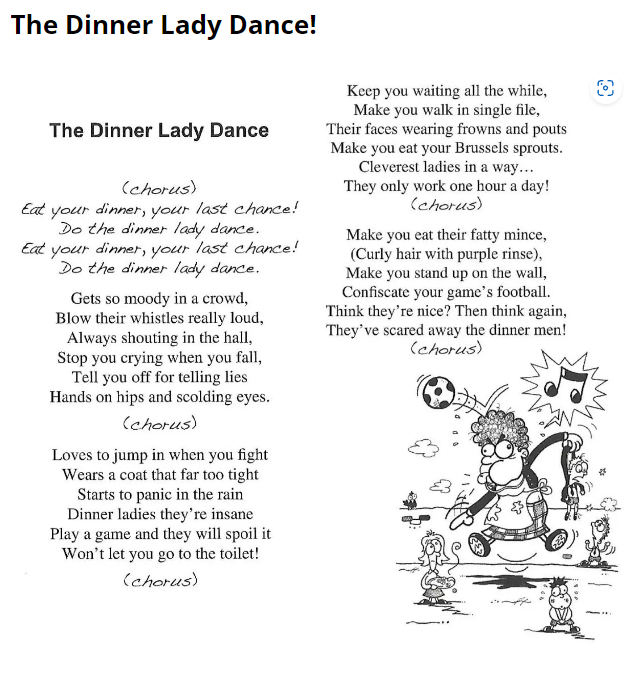 The Dinner Lady Dance!
The Dinner Lady Dance
(chorus)
Eat your dinner, your last chance!
Do the dinner lady dance.
Eat your dinner, your last chance!
Do the dinner lady dance.
Gets so moody in a crowd,
Blow their whistles really loud,
Always shouting in the hall,
Stop you crying when you fall,
Tell you off for telling lies
Hands on hips and scolding eyes.
(chorus)
Loves to jump in when you fight
Wears a coat that far too tight
Starts to panic in the rain
Dinner ladies they're insane
Play a game and they will spoil it
Won't let you go to the toilet!
(chorus)
Keep you waiting all the while,
Make you walk in single file,
Their faces wearing frowns and pouts
Make you eat your Brussels sprouts.
Cleverest ladies in a way…
They only work one hour a day!
(chorus)
Make you eat their fatty mince,
(Curly hair with purple rinse),
Make you stand up on the wall,
Confiscate your game's football.
Think they're nice? Then think again,
They've scared away the dinner men!
(chorus)